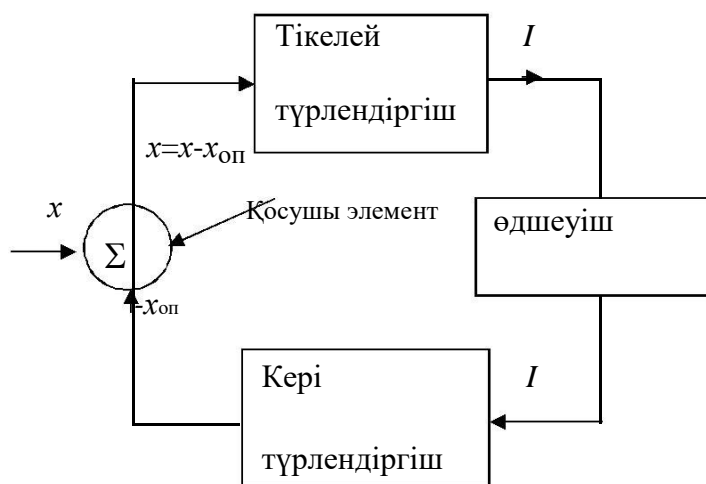 Тікелей
түрлендіргіш
I
x=x-xоп
x
Қосушы элемент
өдшеуіш
Σ
-xоп
Кері
түрлендіргіш
I